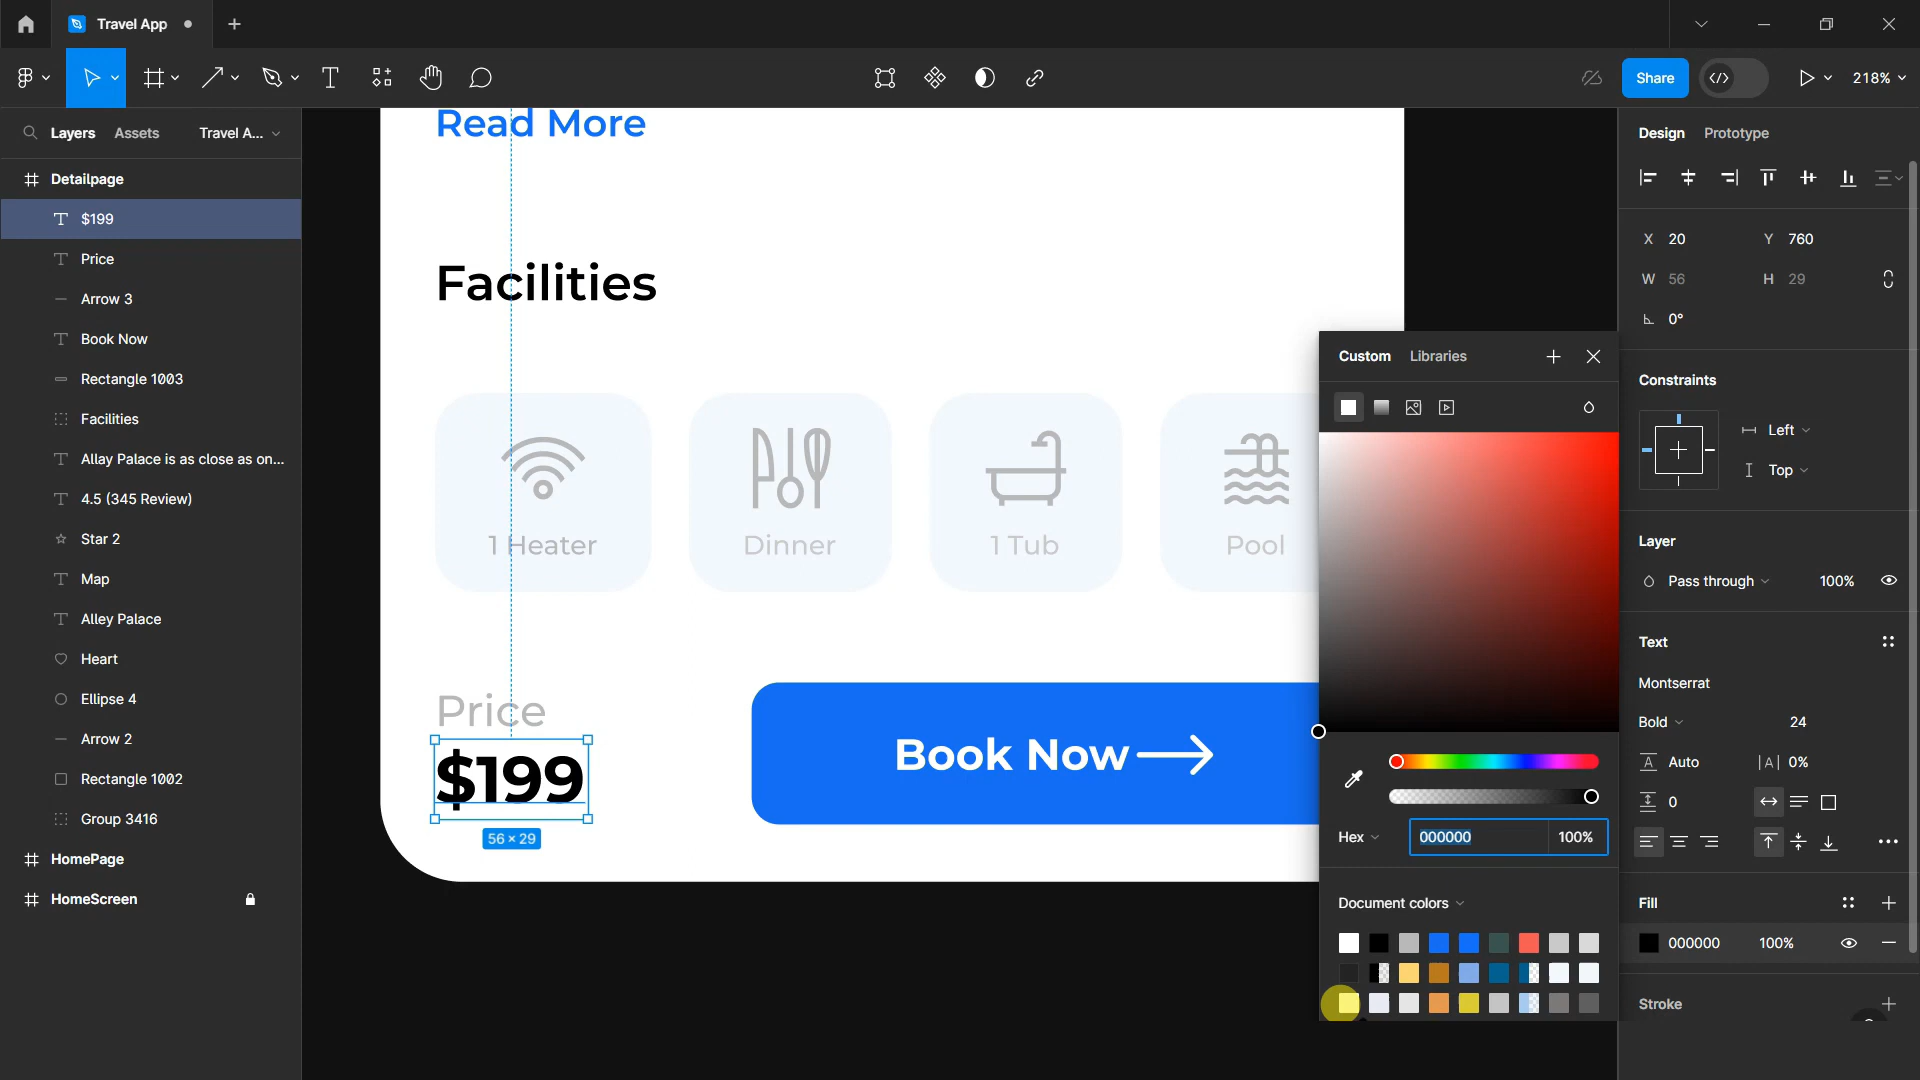 Travel App
Share
218%
Layers
Assets
Travel A...
Detailpage
$199
Price
Arrow 3
Book Now
Rectangle 1003
Facilities
Allay Palace is as close as on...
4.5 (345 Review)
Star 2
Map
Alley Palace
Heart
Ellipse 4
Arrow 2
Rectangle 1002
Group 3416
HomePage
HomeScreen
Read More
Facilities
1 Heater
Dinner
1 Tub
Pool
Price
$199
56 × 29
Book Now
Custom
Libraries
Hex
000000
100%
Document colors
Design
Prototype
X 20
Y 760
W 56
H 29
0°
Constraints
Left
Top
Layer
Pass through
100%
Text
Montserrat
Bold
24
Auto
|A| 0%
0
Fill
000000
100%
Stroke